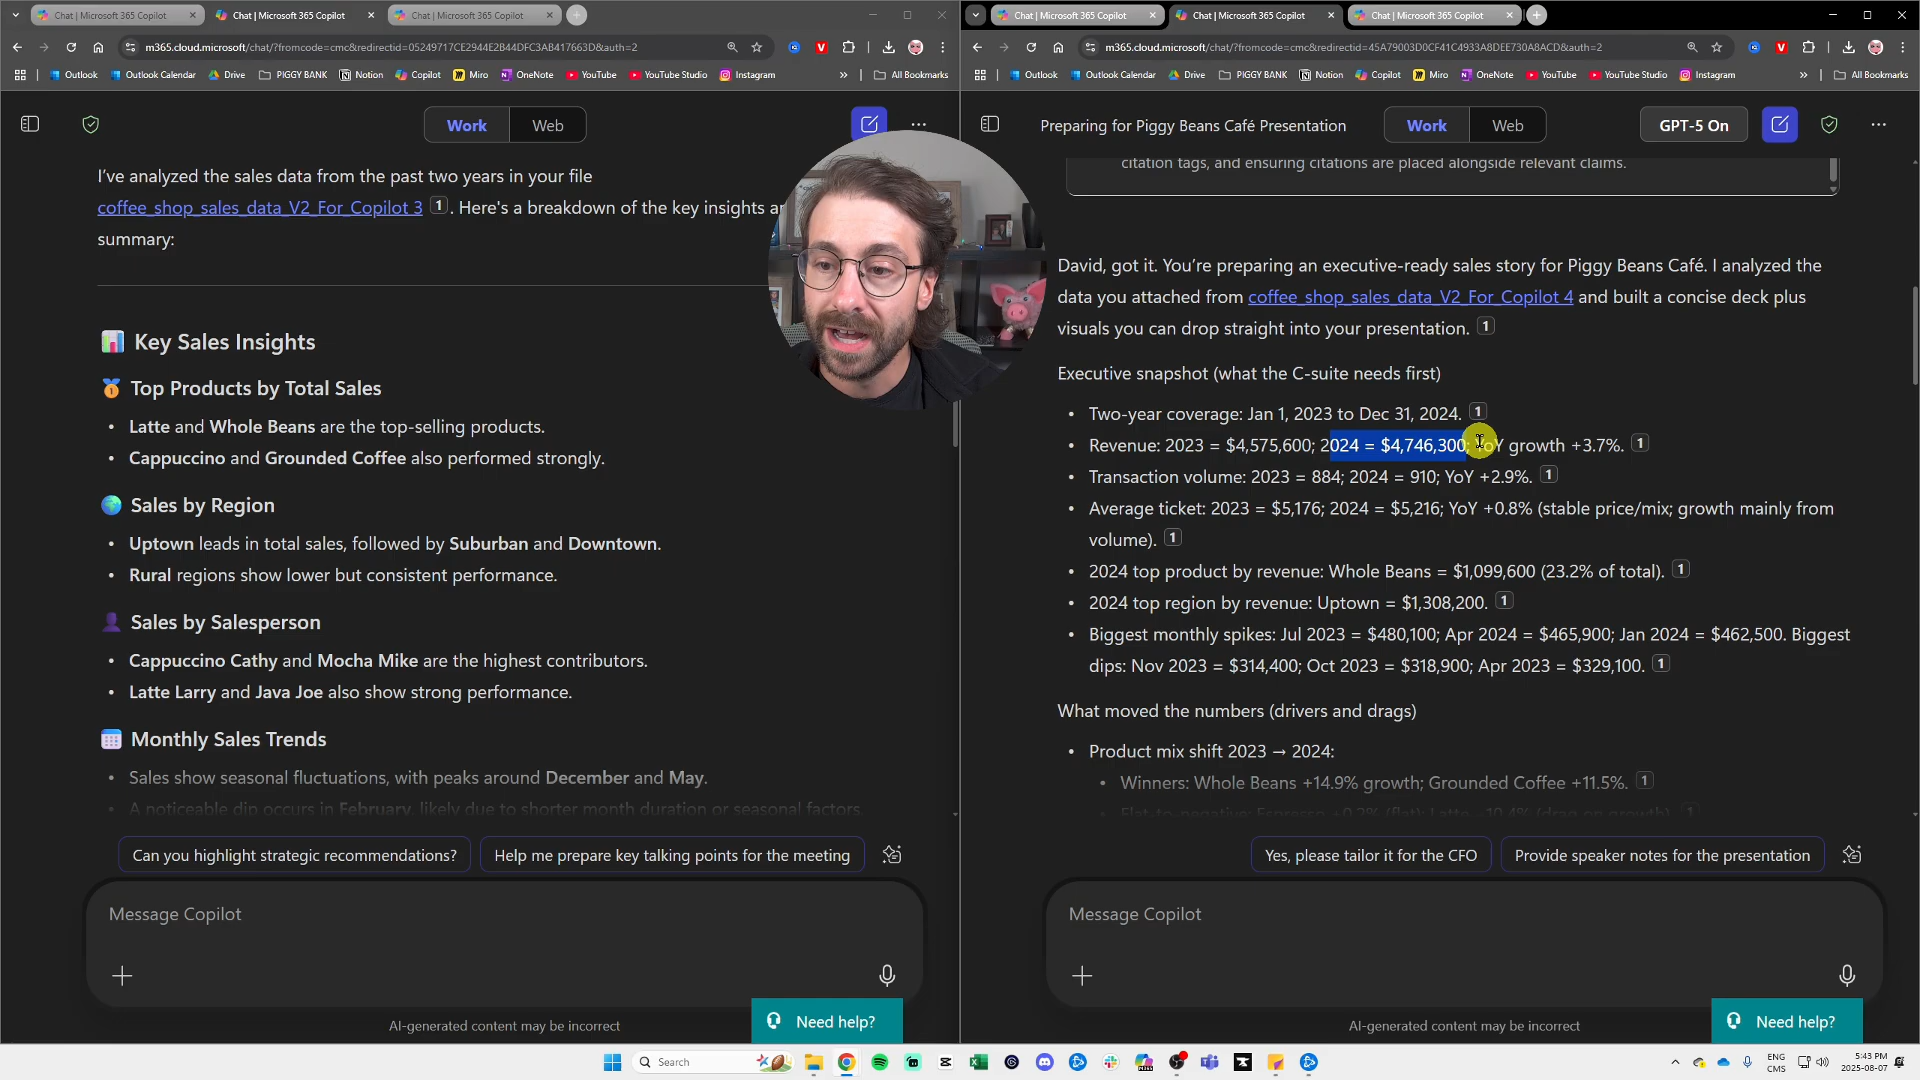 Chat | Microsoft 365 Copilot
Chat | Microsoft 365 Copilot
Chat | Microsoft 365 Copilot
m365.cloud.microsoft/chat/?fromcode=cmc&redirectid=05249717CE2944E2B44DFC3AB417663D&auth=2
Outlook
Outlook Calendar
Drive
PIGGY BANK
Notion
Copilot
Miro
OneNote
YouTube
YouTube Studio
Instagram
»
All Bookmarks
Work
Web
I've analyzed the sales data from the past two years in your file
coffee_shop_sales_data_V2_For_Copilot 3 1 . Here's a breakdown of the key insights
summary:
Key Sales Insights
Top Products by Total Sales
• Latte and Whole Beans are the top-selling products.
• Cappuccino and Grounded Coffee also performed strongly.
Sales by Region
• Uptown leads in total sales, followed by Suburban and Downtown.
• Rural regions show lower but consistent performance.
Sales by Salesperson
• Cappuccino Cathy and Mocha Mike are the highest contributors.
• Latte Larry and Java Joe also show strong performance.
Monthly Sales Trends
• Sales show seasonal fluctuations, with peaks around December and May.
• A noticeable dip occurs in February, likely due to shorter month duration or seasonal factors.
Can you highlight strategic recommendations?
Help me prepare key talking points for the meeting
Message Copilot
AI-generated content may be incorrect
Need help?
Chat | Microsoft 365 Copilot
Chat | Microsoft 365 Copilot
Chat | Microsoft 365 Copilot
m365.cloud.microsoft/chat/?fromcode=cmc&redirectid=45A79003D0CF41C4933A8DEE730A8ACD&auth=2
Outlook
Outlook Calendar
Drive
PIGGY BANK
Notion
Copilot
Miro
OneNote
YouTube
YouTube Studio
Instagram
»
All Bookmarks
Preparing for Piggy Beans Café Presentation
Work
Web
GPT-5 On
citation tags, and ensuring citations are placed alongside relevant claims.
David, got it. You're preparing an executive-ready sales story for Piggy Beans Café. I analyzed the
data you attached from coffee_shop_sales_data_V2_For_Copilot 4 and built a concise deck plus
visuals you can drop straight into your presentation. 1
Executive snapshot (what the C-suite needs first)
• Two-year coverage: Jan 1, 2023 to Dec 31, 2024. 1
• Revenue: 2023 = $4,575,600; 2024 = $4,746,300; YoY growth +3.7%. 1
• Transaction volume: 2023 = 884; 2024 = 910; YoY +2.9%. 1
• Average ticket: 2023 = $5,176; 2024 = $5,216; YoY +0.8% (stable price/mix; growth mainly from
volume). 1
• 2024 top product by revenue: Whole Beans = $1,099,600 (23.2% of total). 1
• 2024 top region by revenue: Uptown = $1,308,200. 1
• Biggest monthly spikes: Jul 2023 = $480,100; Apr 2024 = $465,900; Jan 2024 = $462,500. Biggest
dips: Nov 2023 = $314,400; Oct 2023 = $318,900; Apr 2023 = $329,100. 1
What moved the numbers (drivers and drags)
• Product mix shift 2023 → 2024:
• Winners: Whole Beans +14.9% growth; Grounded Coffee +11.5%. 1
Yes, please tailor it for the CFO
Provide speaker notes for the presentation
Message Copilot
AI-generated content may be incorrect
Need help?
Search
ENG
CMS
5:43 PM
2025-08-07